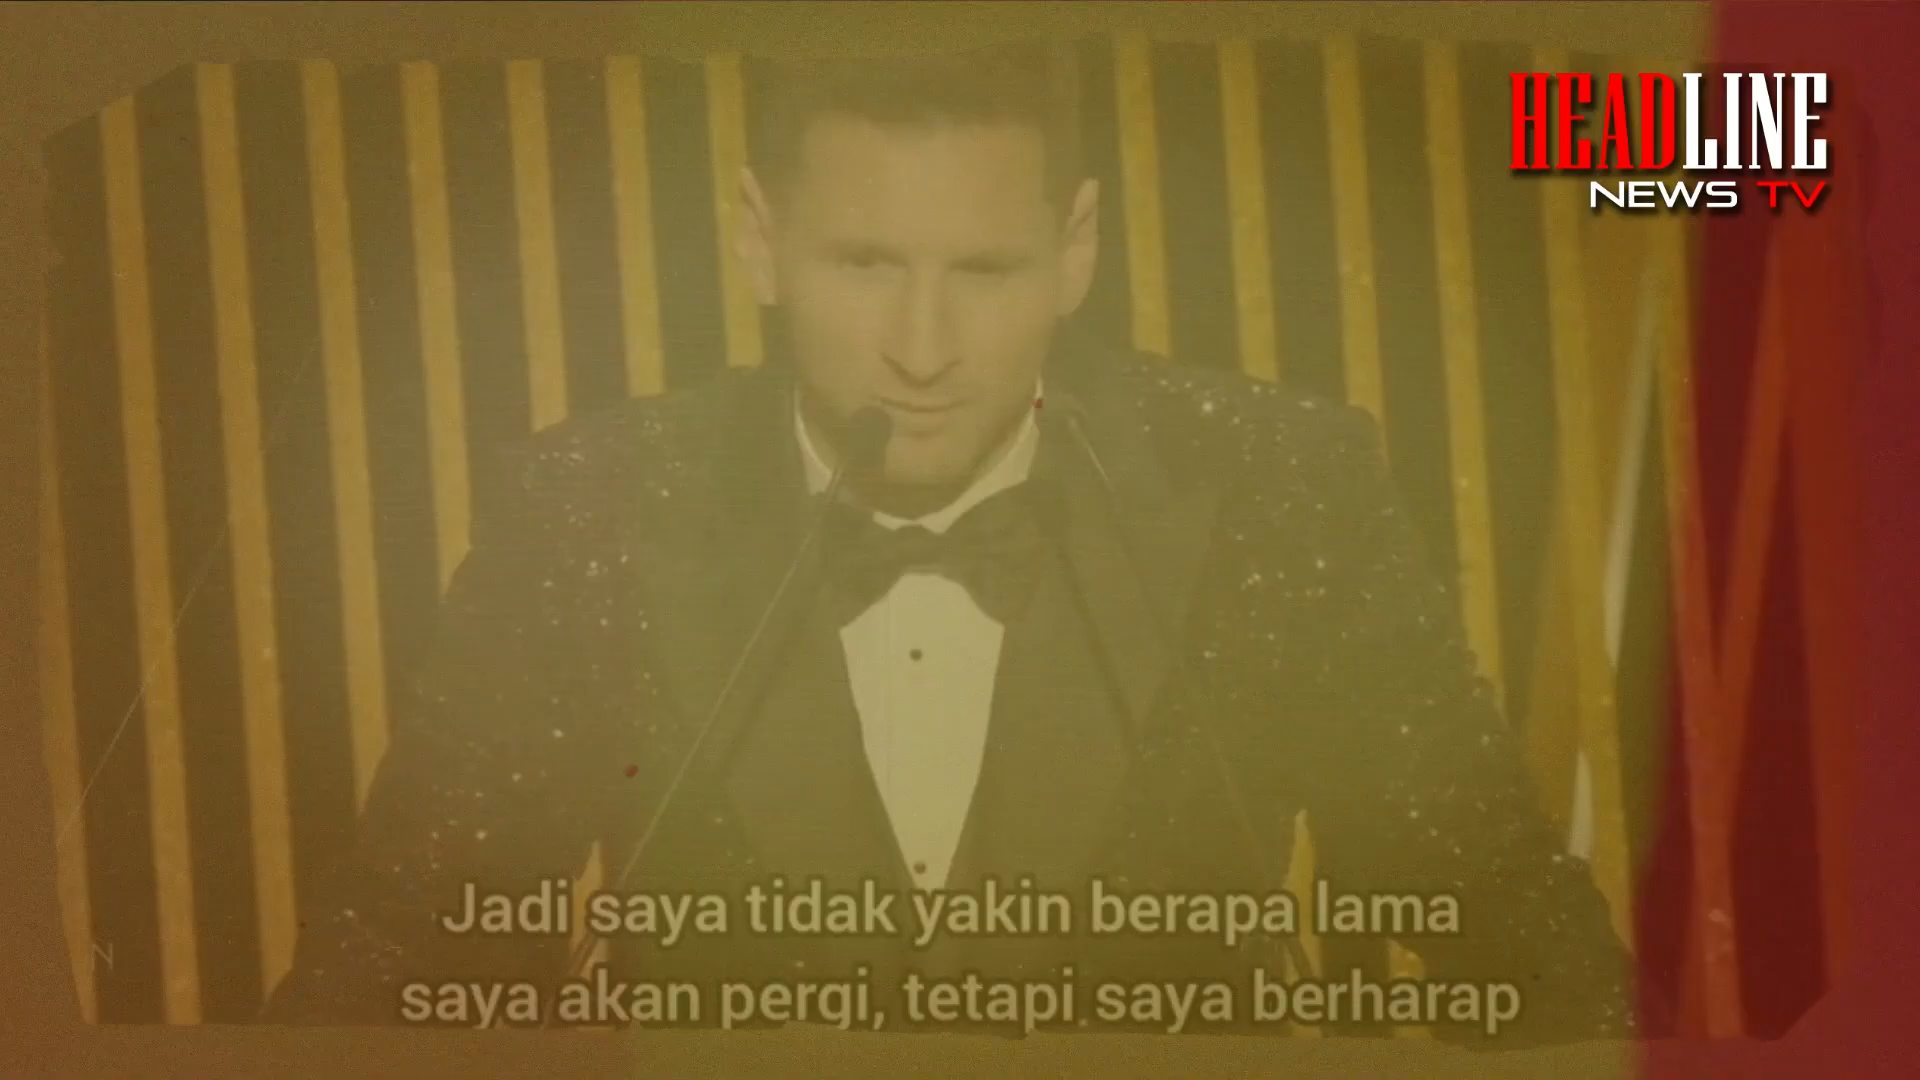 HEADLINE
NEWS TV
Jadi saya tidak yakin berapa lama
saya akan pergi, tetapi saya berharap
N